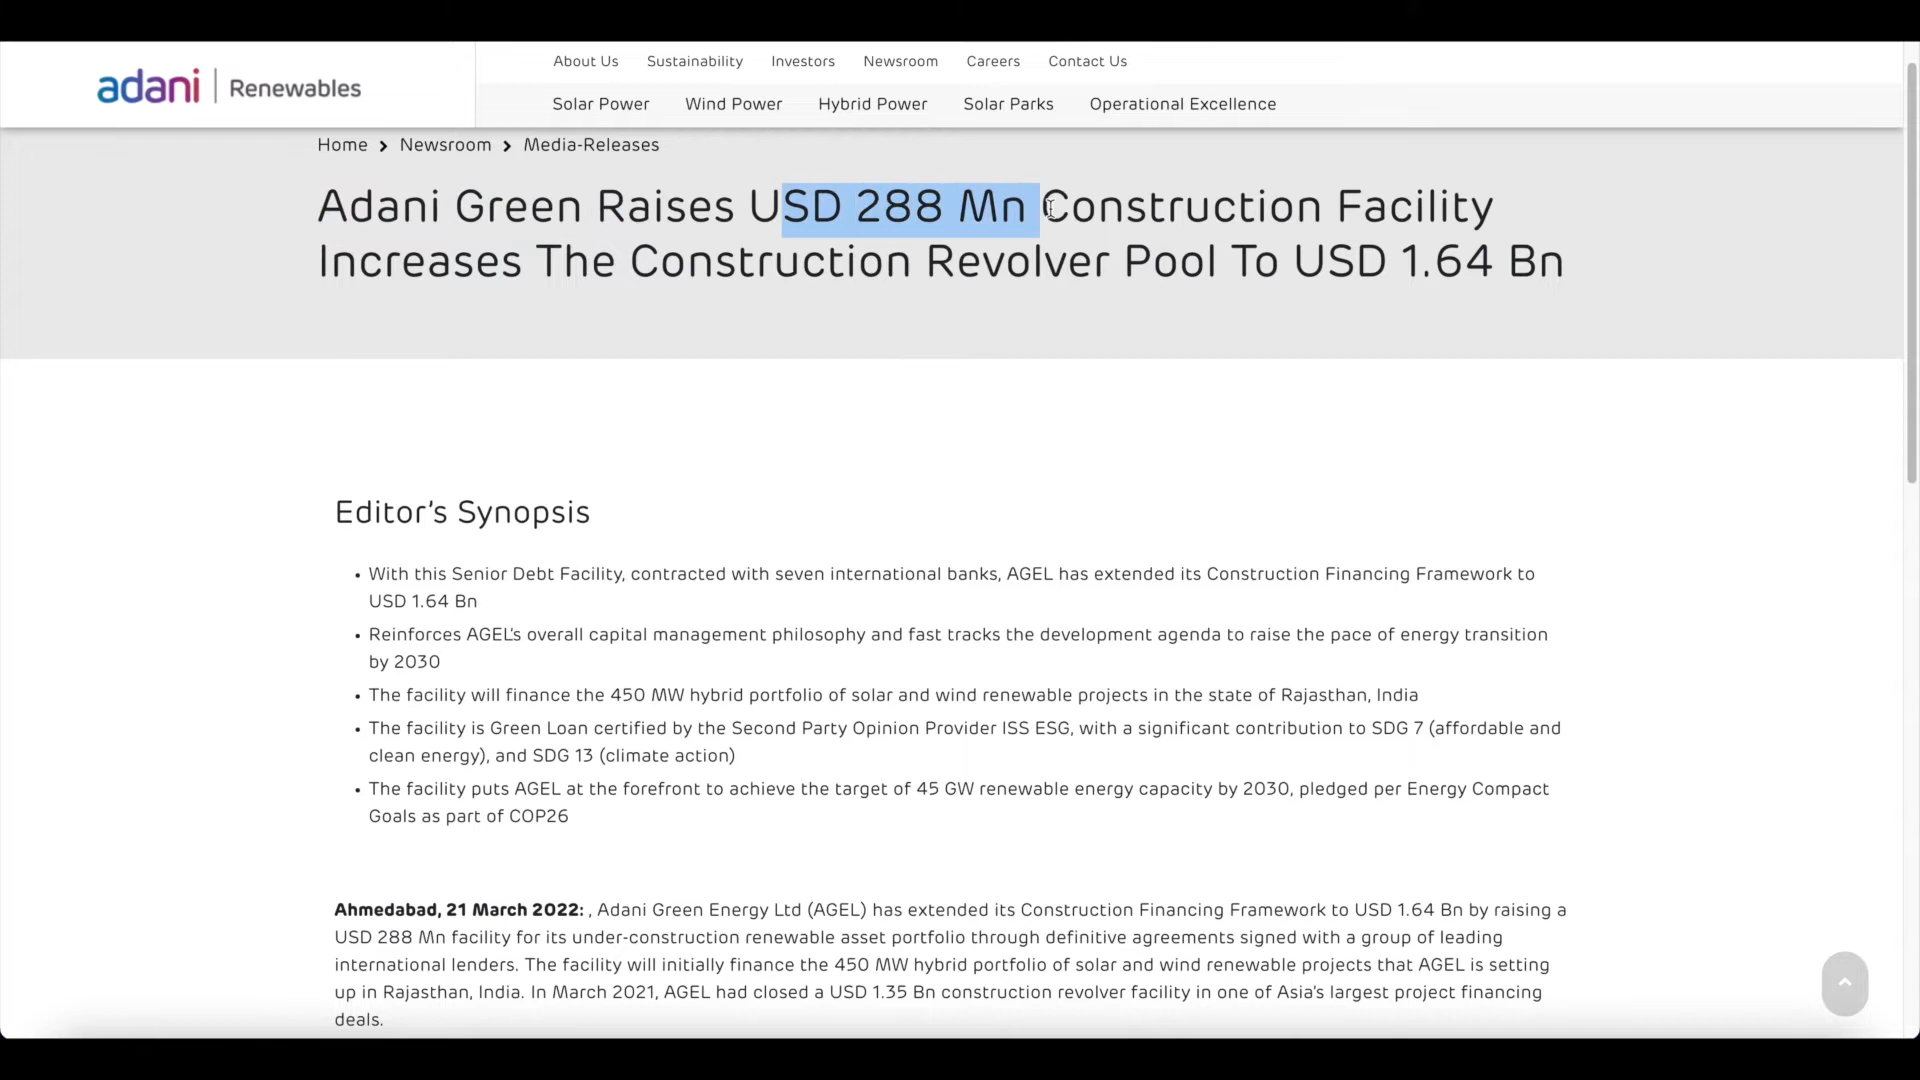 About Us Sustainability Investors Newsroom Careers Contact Us
adani | Renewables
Solar Power Wind Power Hybrid Power Solar Parks Operational Excellence
Home > Newsroom > Media-Releases
Adani Green Raises USD 288 Mn Construction Facility
Increases The Construction Revolver Pool To USD 1.64 Bn
Editor's Synopsis
• With this Senior Debt Facility, contracted with seven international banks, AGEL has extended its Construction Financing Framework to
USD 1.64 Bn
• Reinforces AGEL's overall capital management philosophy and fast tracks the development agenda to raise the pace of energy transition
by 2030
• The facility will finance the 450 MW hybrid portfolio of solar and wind renewable projects in the state of Rajasthan, India
• The facility is Green Loan certified by the Second Party Opinion Provider ISS ESG, with a significant contribution to SDG 7 (affordable and
clean energy), and SDG 13 (climate action)
• The facility puts AGEL at the forefront to achieve the target of 45 GW renewable energy capacity by 2030, pledged per Energy Compact
Goals as part of COP26
Ahmedabad, 21 March 2022: , Adani Green Energy Ltd (AGEL) has extended its Construction Financing Framework to USD 1.64 Bn by raising a
USD 288 Mn facility for its under-construction renewable asset portfolio through definitive agreements signed with a group of leading
international lenders. The facility will initially finance the 450 MW hybrid portfolio of solar and wind renewable projects that AGEL is setting
up in Rajasthan, India. In March 2021, AGEL had closed a USD 1.35 Bn construction revolver facility in one of Asia's largest project financing
deals.